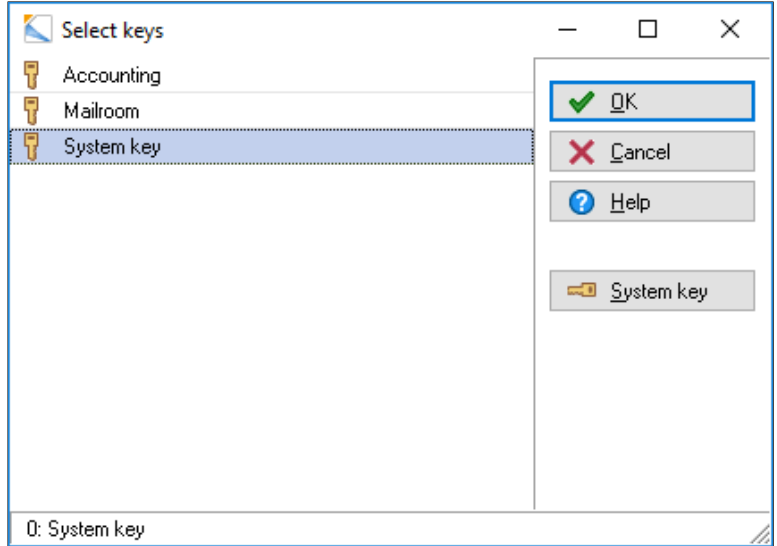 Select keys
Accounting
Mailroom
System key
OK
Cancel
Help
System key
0: System key